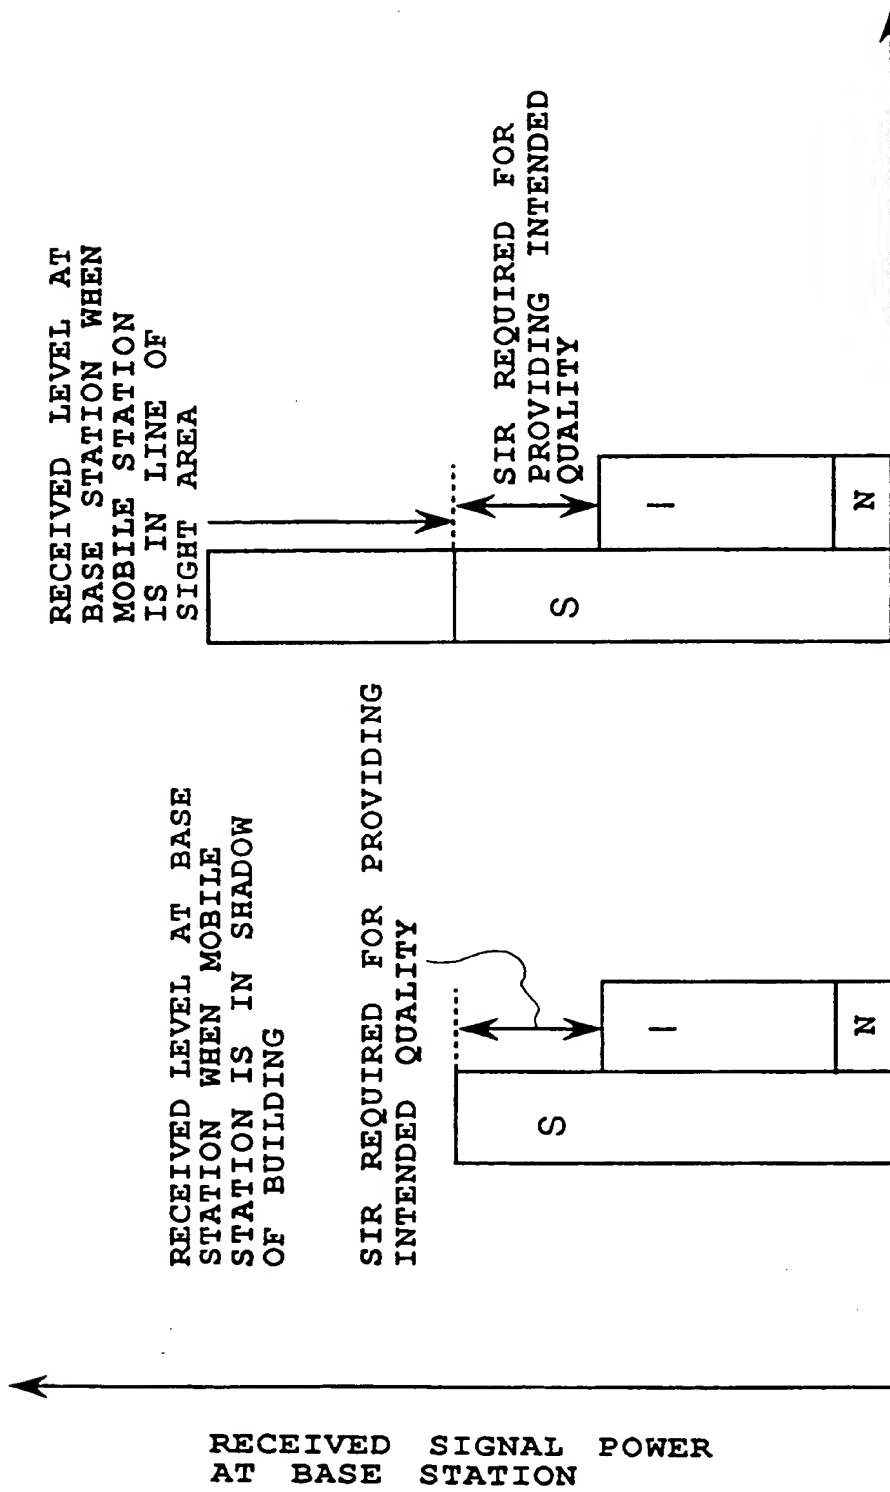 RECEIVED LEVEL AT
BASE STATION WHEN
MOBILE STATION
IS IN LINE OF
SIGHT AREA
SIR REQUIRED FOR
PROVIDING INTENDED
QUALITY
S
I
N
RECEIVED LEVEL AT BASE
STATION WHEN MOBILE
STATION IS IN SHADOW
OF BUILDING
SIR REQUIRED FOR PROVIDING
INTENDED QUALITY
S
I
N
RECEIVED SIGNAL POWER
AT BASE STATION